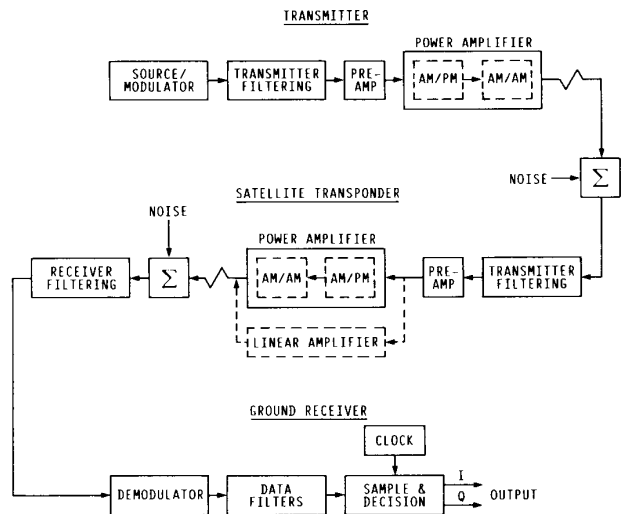 TRANSMITTER
POWER AMPLIFIER
SOURCE/
MODULATOR
TRANSMITTER
FILTERING
PRE-
AMP
AM/PM
AM/AM
NOISE
Σ
SATELLITE TRANSPONDER
NOISE
POWER AMPLIFIER
RECEIVER
FILTERING
Σ
AM/AM
AM/PM
PRE-
AMP
TRANSMITTER
FILTERING
LINEAR AMPLIFIER
GROUND RECEIVER
CLOCK
DEMODULATOR
DATA
FILTERS
SAMPLE &
DECISION
I
Q
OUTPUT